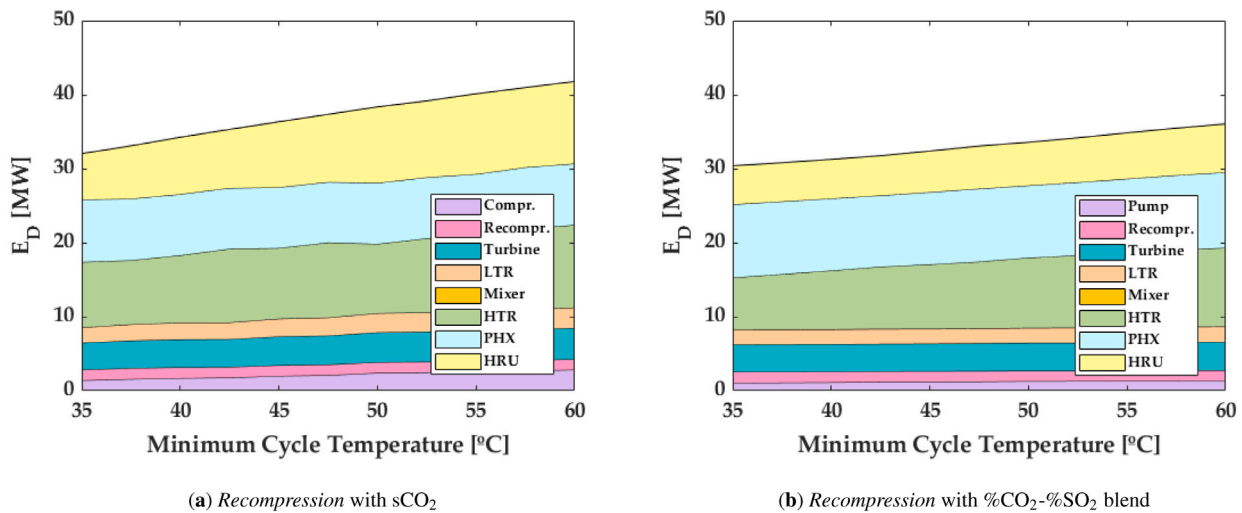 50
40
30
20
10
0
E_D [MW]
35 40 45 50 55 60
Minimum Cycle Temperature [ºC]
Compr.
Recompr.
Turbine
LTR
Mixer
HTR
PHX
HRU
(a) Recompression with sCO₂
50
40
30
20
10
0
E_D [MW]
35 40 45 50 55 60
Minimum Cycle Temperature [ºC]
Pump
Recompr.
Turbine
LTR
Mixer
HTR
PHX
HRU
(b) Recompression with %CO₂-%SO₂ blend